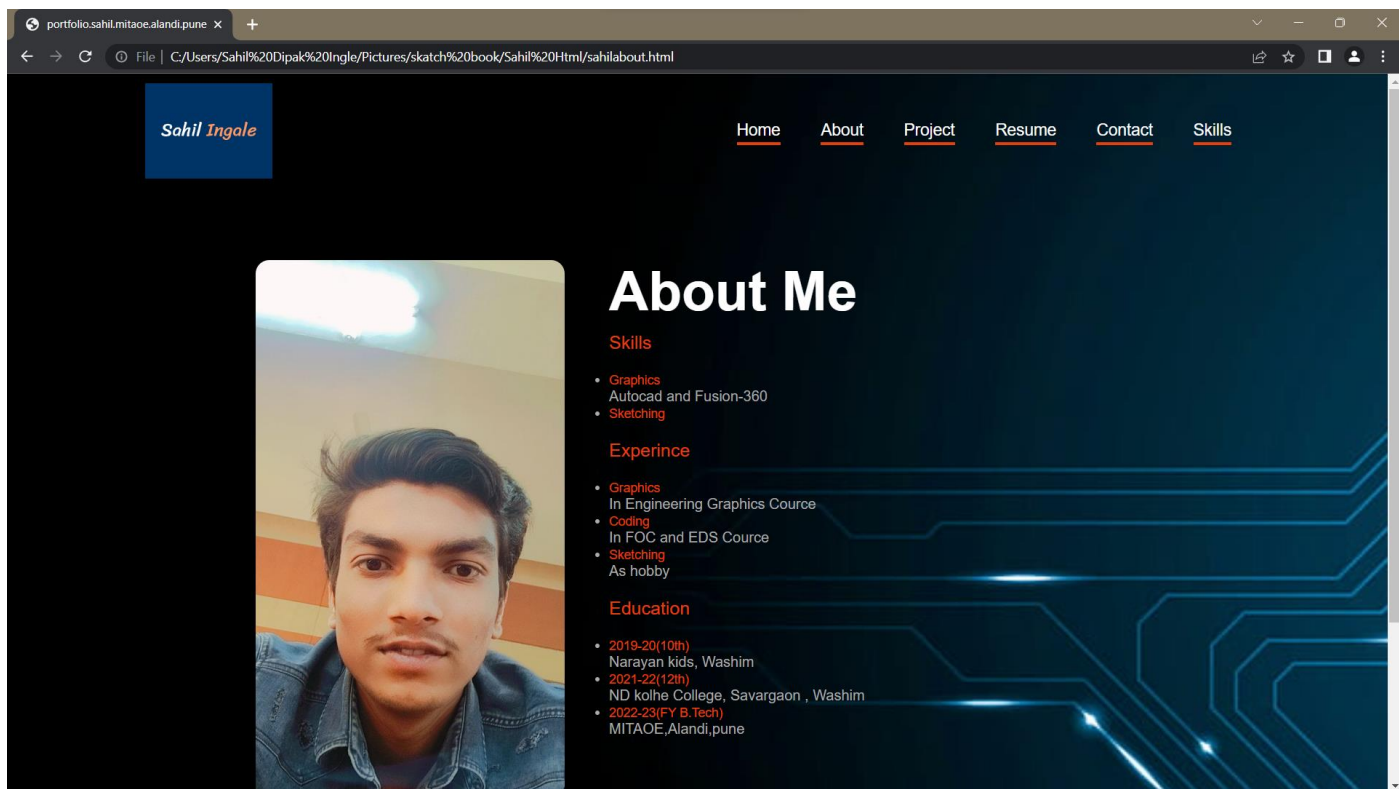 portfolio.sahil.mitaoe.alandi.pune
File | C:/Users/Sahil%20Dipak%20Ingle/Pictures/skatch%20book/Sahil%20Html/sahilabout.html
Sahil Ingale
Home About Project Resume Contact Skills
About Me
Skills
Graphics
Autocad and Fusion-360
Sketching
Experince
Graphics
In Engineering Graphics Cource
Coding
In FOC and EDS Cource
Sketching
As hobby
Education
2019-20(10th)
Narayan kids, Washim
2021-22(12th)
ND kolhe College, Savargaon , Washim
2022-23(FY B.Tech)
MITAOE,Alandi,pune